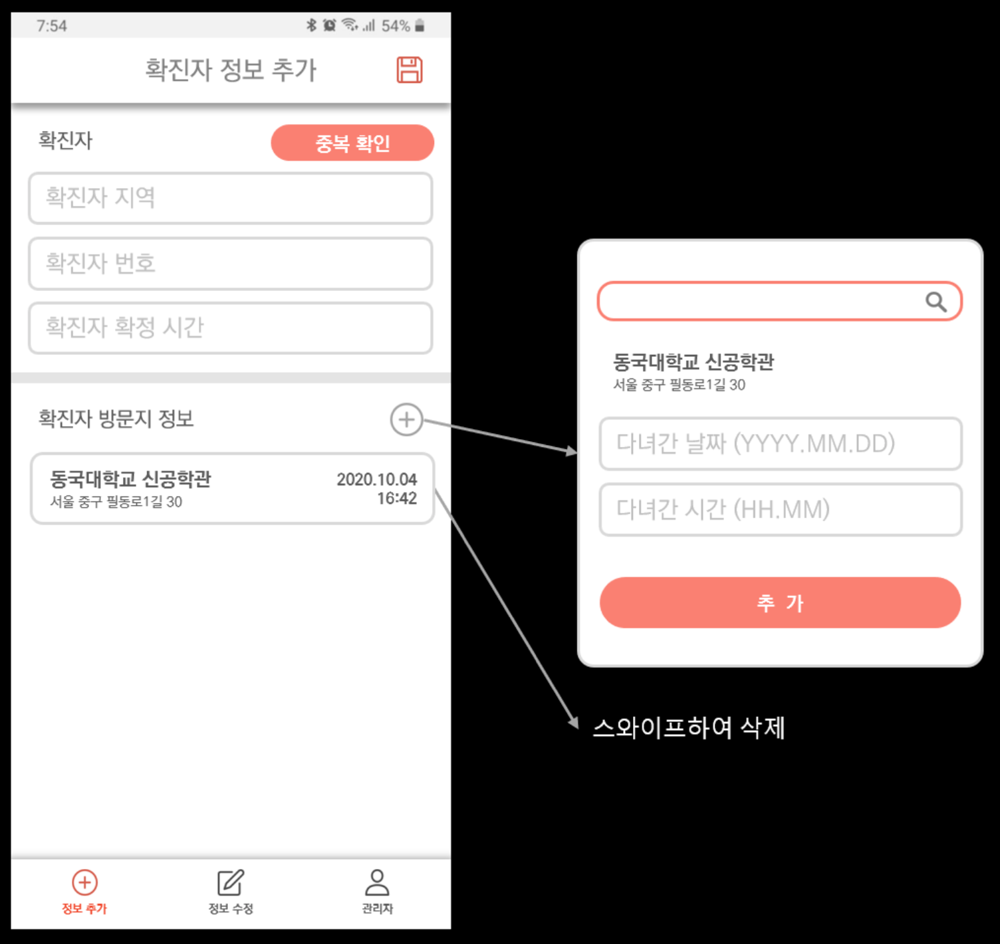 7:54
54%
확진자 정보 추가
확진자
중복 확인
확진자 지역
확진자 번호
확진자 확정 시간
확진자 방문지 정보
동국대학교 신공학관
2020.10.04
서울 중구 필동로1길 30
16:42
정보 추가
정보 수정
관리자
동국대학교 신공학관
서울 중구 필동로1길 30
다녀간 날짜 (YYYY.MM.DD)
다녀간 시간 (HH.MM)
추 가
스와이프하여 삭제